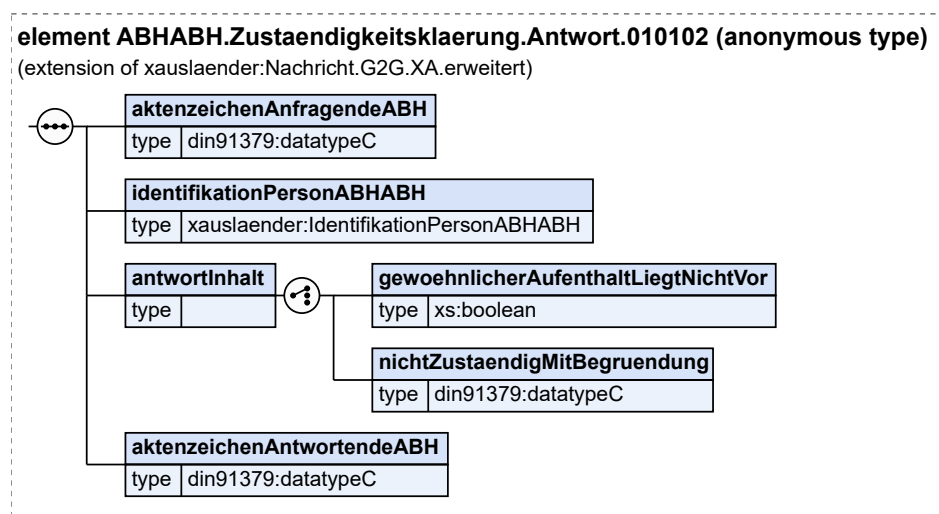 element ABHABH.Zustaendigkeitsklaerung.Antwort.010102 (anonymous type)
(extension of xauslaender:Nachricht.G2G.XA.erweitert)
aktenzeichenAnfragendeABH
type din91379:datatypeC
identifikationPersonABHABH
type xauslaender:IdentifikationPersonABHABH
antwortInhalt
type
gewoehnlicherAufenthaltLiegtNichtVor
type xs:boolean
nichtZustaendigMitBegruendung
type din91379:datatypeC
aktenzeichenAntwortendeABH
type din91379:datatypeC